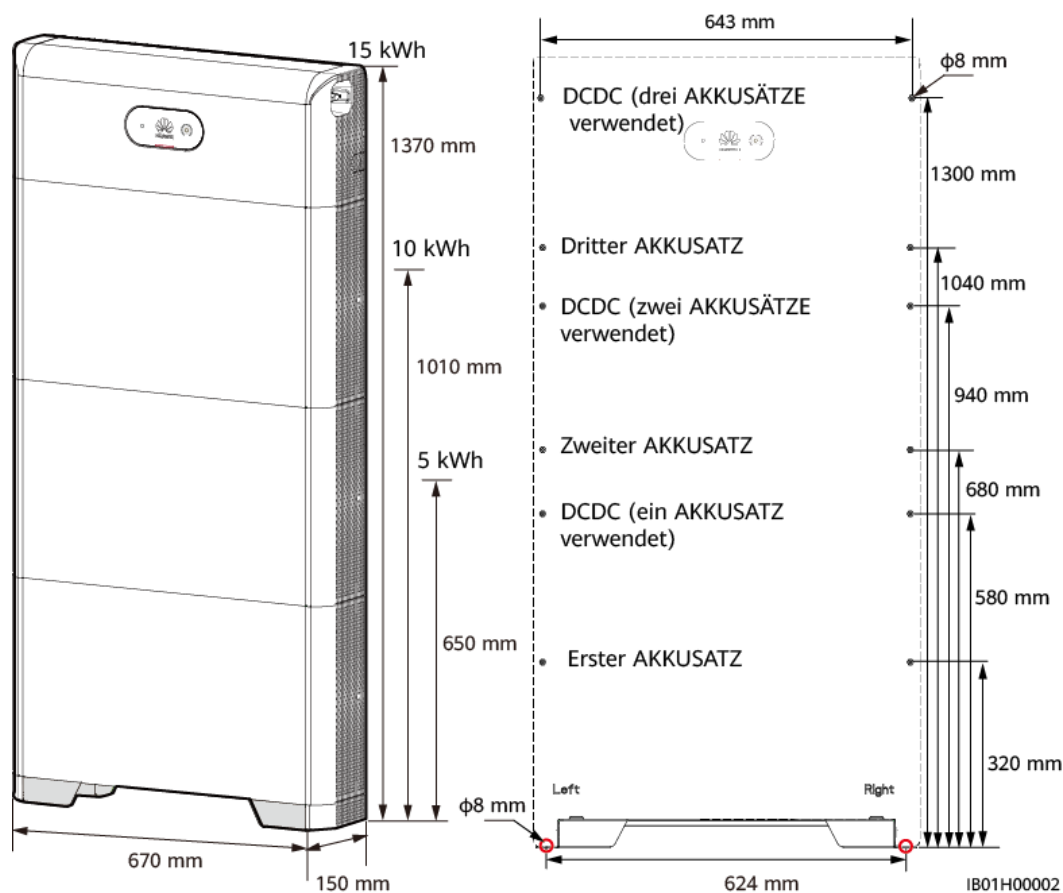 15 kWh
1370 mm
10 kWh
1010 mm
5 kWh
650 mm
670 mm
150 mm
643 mm
ϕ8 mm
DCDC (drei AKKUSÄTZE
verwendet)
1300 mm
Dritter AKKUSATZ
1040 mm
DCDC (zwei AKKUSÄTZE
verwendet)
940 mm
Zweiter AKKUSATZ
680 mm
DCDC (ein AKKUSATZ
verwendet)
580 mm
Erster AKKUSATZ
320 mm
Left
Right
ϕ8 mm
624 mm
IB01H00002